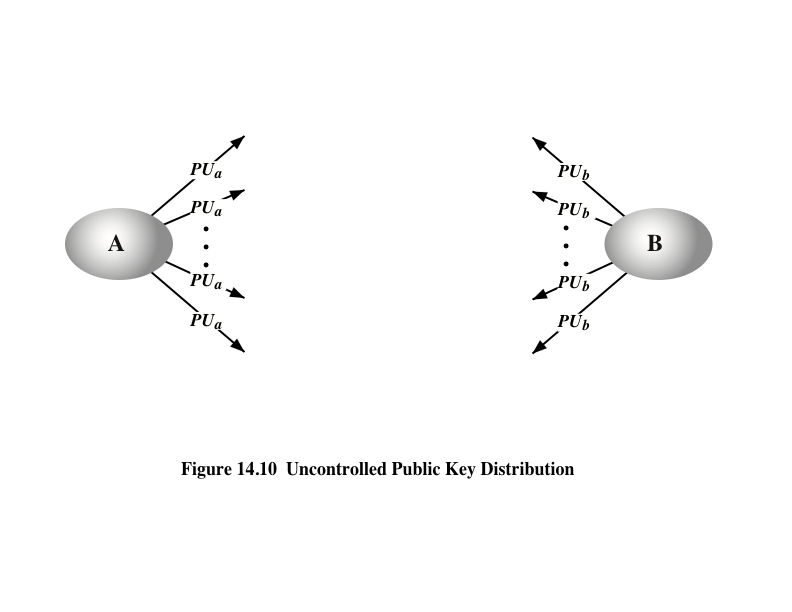 PUa
PUa
A
PUa
PUa
PUb
PUb
B
PUb
PUb
Figure 14.10 Uncontrolled Public Key Distribution